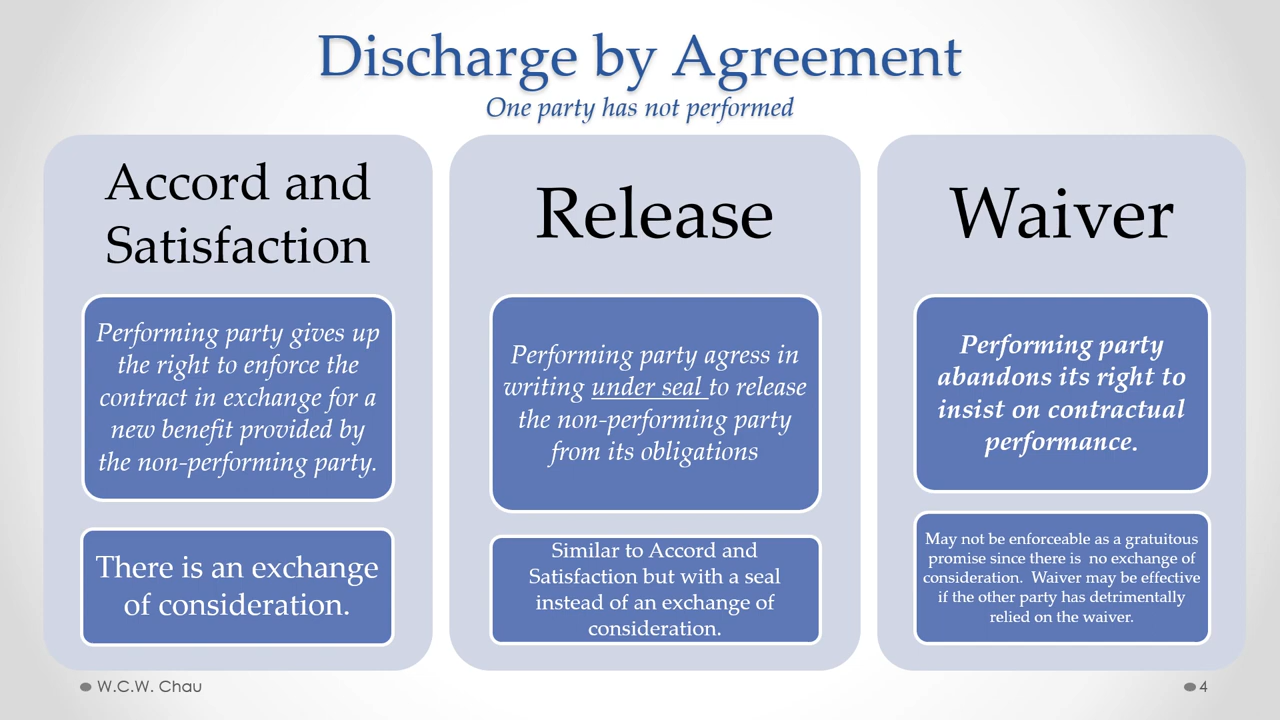 Discharge by Agreement
One party has not performed
Accord and
Satisfaction
Performing party gives up
the right to enforce the
contract in exchange for a
new benefit provided by
the non-performing party.
There is an exchange
of consideration.
Release
Performing party agress in
writing under seal to release
the non-performing party
from its obligations
Similar to Accord and
Satisfaction but with a seal
instead of an exchange of
consideration.
Waiver
Performing party
abandons its right to
insist on contractual
performance.
May not be enforceable as a gratuitous
promise since there is no exchange of
consideration. Waiver may be effective
if the other party has detrimentally
relied on the waiver.
W.C.W. Chau
4